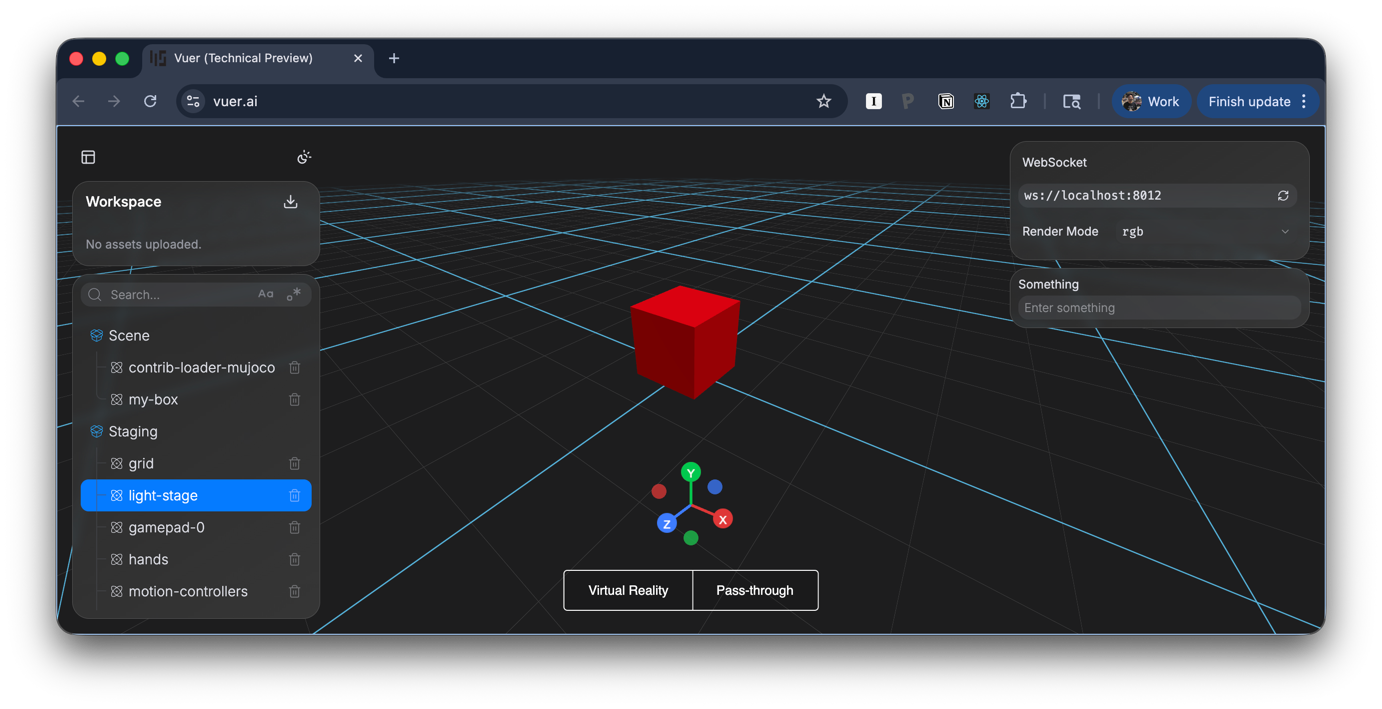 Vuer (Technical Preview)
vuer.ai
Work
Finish update
Workspace
No assets uploaded.
Search...
Aa
Scene
contrib-loader-mujoco
my-box
Staging
grid
light-stage
gamepad-0
hands
motion-controllers
WebSocket
ws://localhost:8012
Render Mode rgb
Something
Enter something
Y
Z
X
Virtual Reality
Pass-through